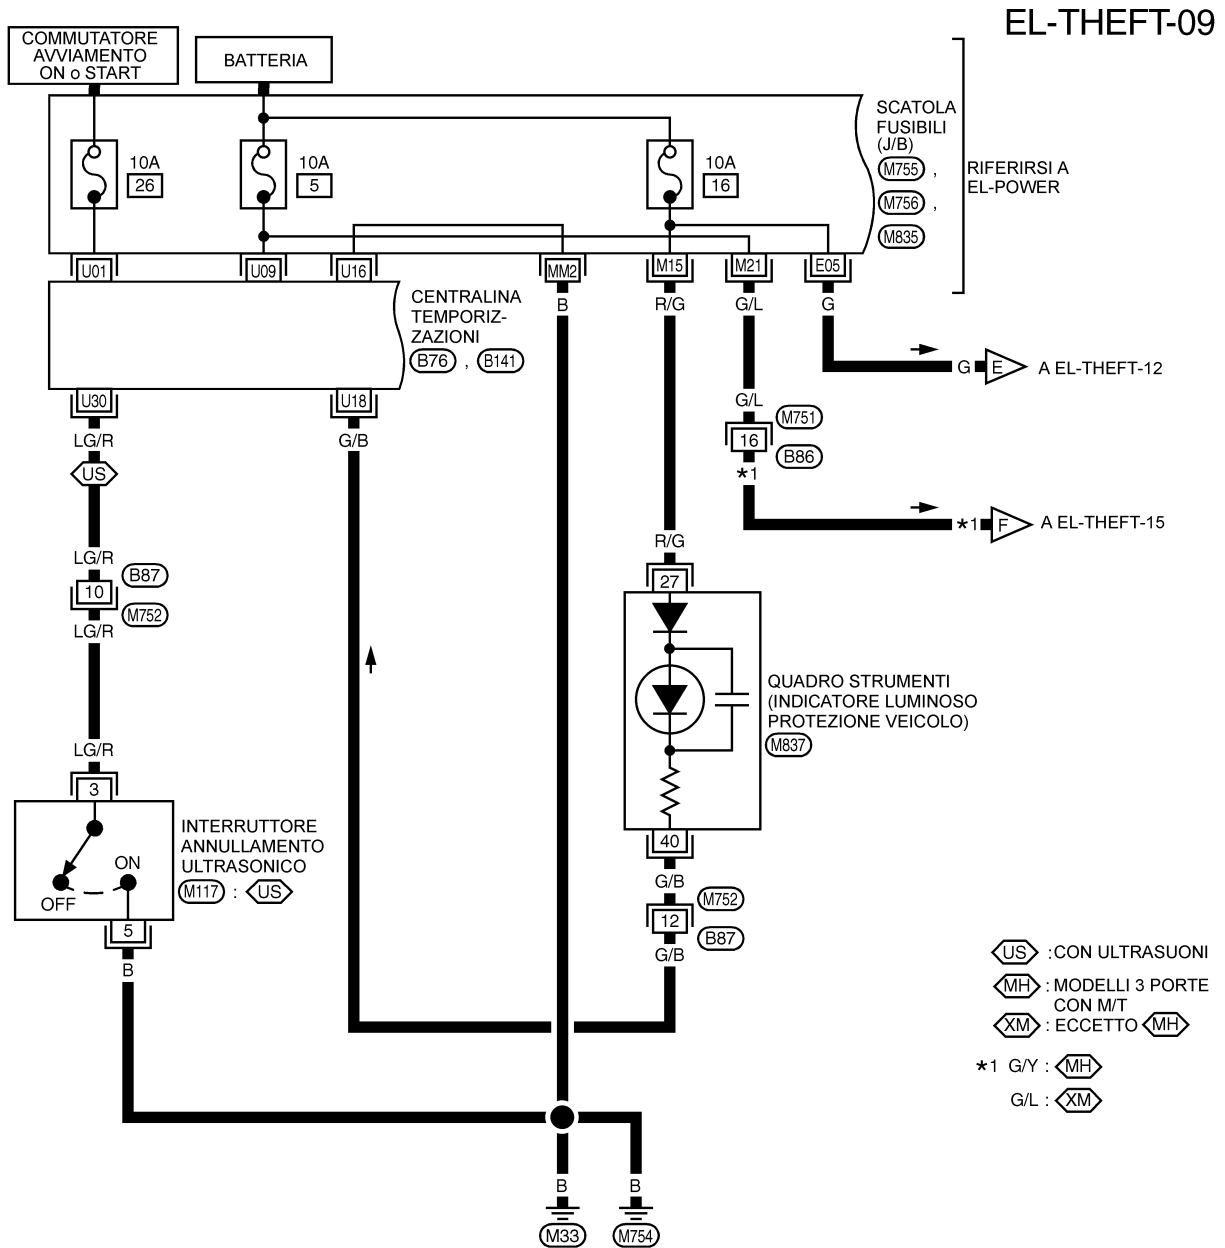 EL-THEFT-09
COMMUTATORE
AVVIAMENTO
ON o START
BATTERIA
10A
26
10A
5
10A
16
SCATOLA
FUSIBILI
(J/B)
M755 ,
M756 ,
M835
RIFERIRSI A
EL-POWER
U01
U09
U16
MM2
M15
M21
E05
CENTRALINA
TEMPORIZ-
ZAZIONI
B76 , B141
B
R/G
G/L
G
G
E
A EL-THEFT-12
U30
U18
LG/R
G/B
G/L
M751
16
B86
*1
US
*1
F
A EL-THEFT-15
LG/R
B87
10
M752
LG/R
R/G
27
QUADRO STRUMENTI
(INDICATORE LUMINOSO
PROTEZIONE VEICOLO)
M837
LG/R
3
INTERRUTTORE
ANNULLAMENTO
ULTRASONICO
M117 : US
ON
OFF
5
B
40
G/B
M752
12
B87
G/B
US :CON ULTRASUONI
MH : MODELLI 3 PORTE
CON M/T
XM : ECCETTO MH
*1 G/Y : MH
G/L : XM
B
B
M33
M754